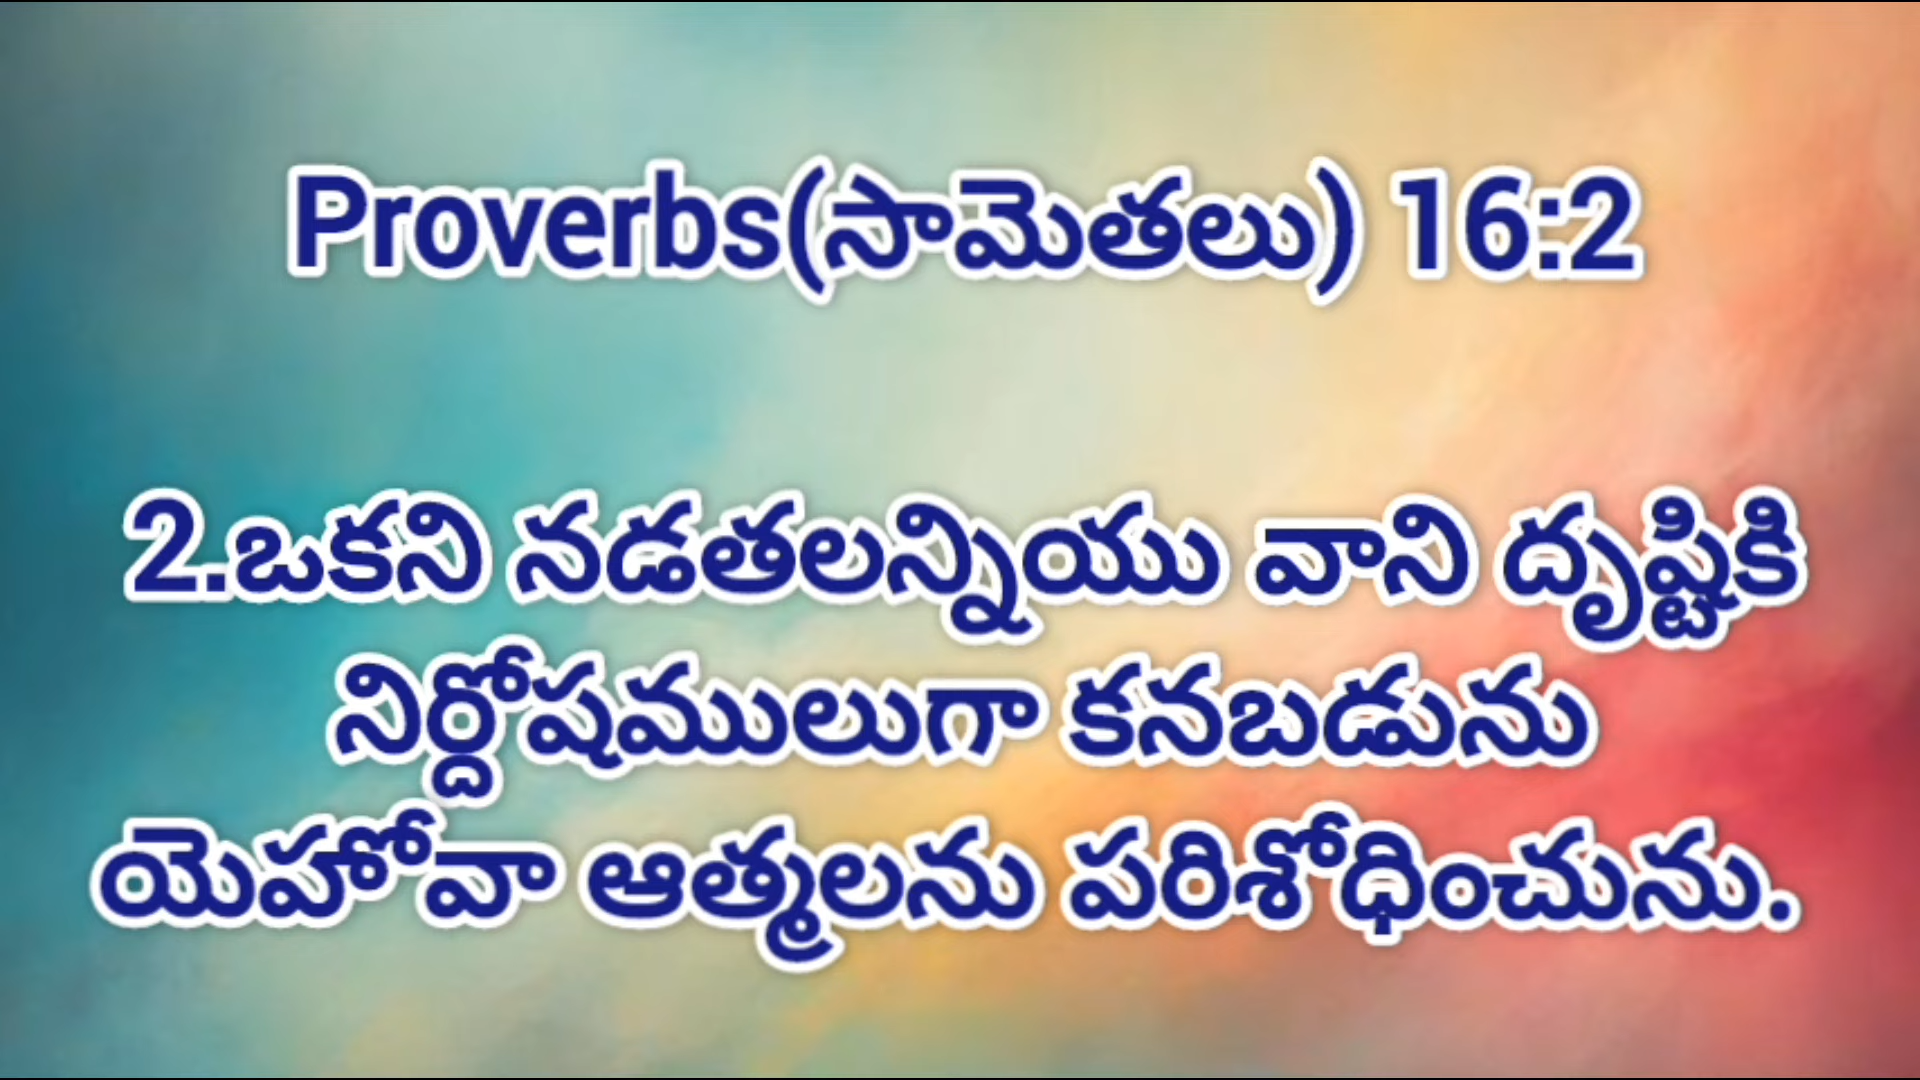 Proverbs(సామెతలు) 16:2
2.ఒకని నడతలన్నియు వాని దృష్టికి
నిర్దోషములుగా కనబడును
యెహోవా ఆత్మలను పరిశోధించును.